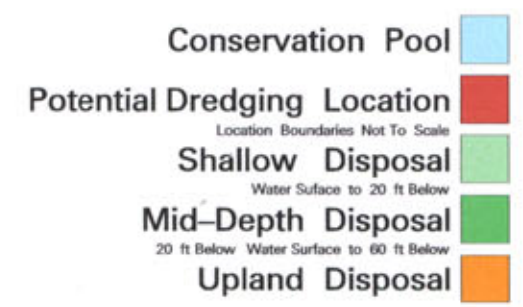 Conservation Pool
Potential Dredging Location
Location Boundaries Not To Scale
Shallow Disposal
Water Suface to 20 ft Below
Mid–Depth Disposal
20 ft Below Water Surface to 60 ft Below
Upland Disposal